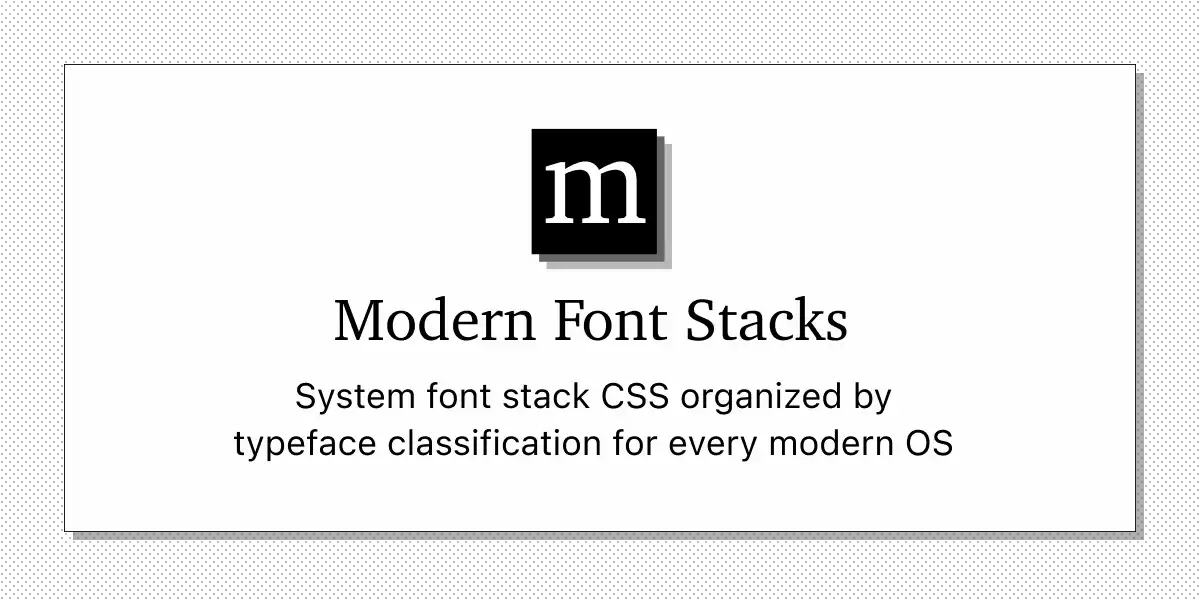 m
Modern Font Stacks
System font stack CSS organized by
typeface classification for every modern OS